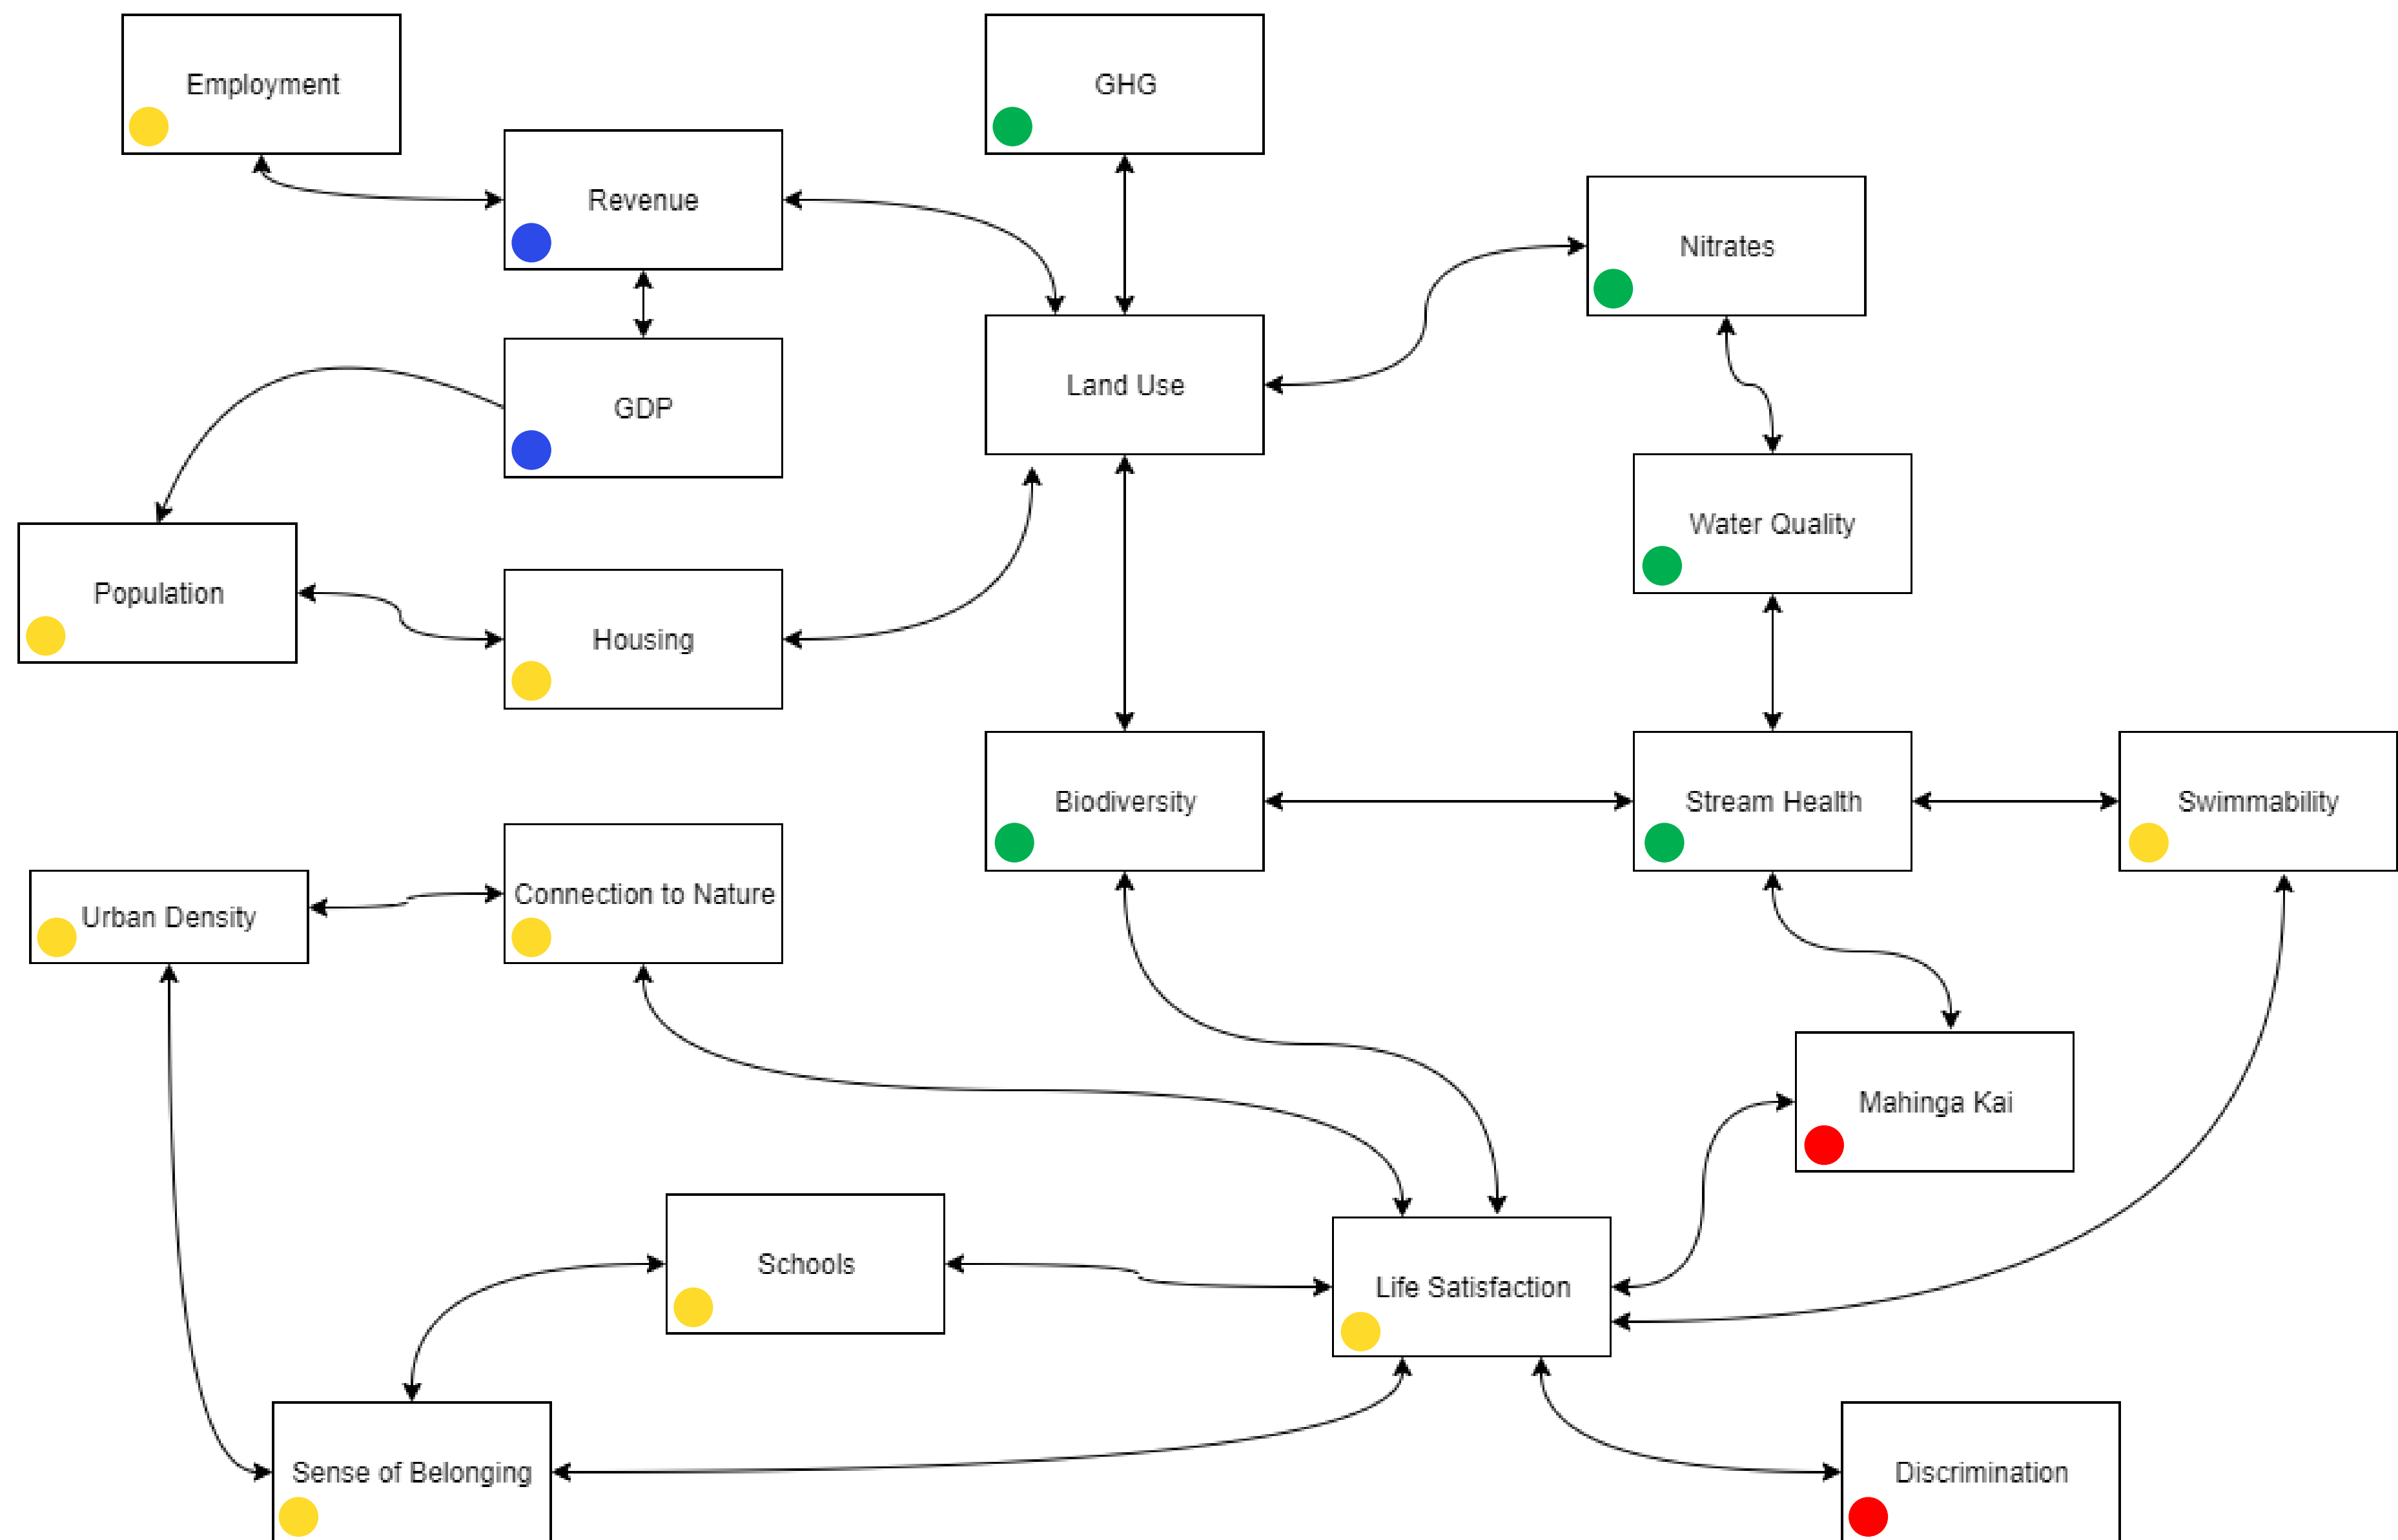 Employment
GHG
Revenue
Nitrates
Land Use
GDP
Water Quality
Population
Housing
Biodiversity
Stream Health
Swimmability
Connection to Nature
Urban Density
Mahinga Kai
Schools
Life Satisfaction
Sense of Belonging
Discrimination